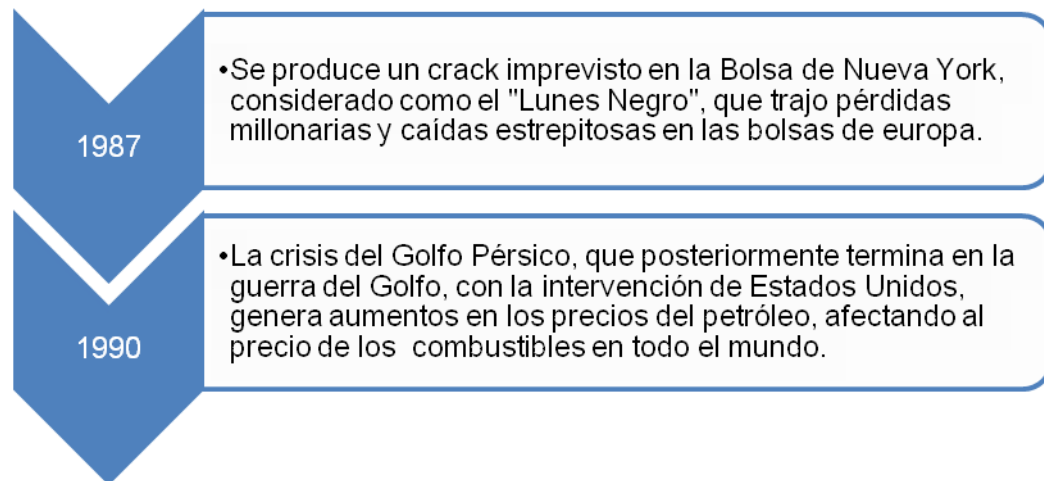 1987
•Se produce un crack imprevisto en la Bolsa de Nueva York,
considerado como el "Lunes Negro", que trajo pérdidas
millonarias y caídas estrepitosas en las bolsas de europa.
1990
•La crisis del Golfo Pérsico, que posteriormente termina en la
guerra del Golfo, con la intervención de Estados Unidos,
genera aumentos en los precios del petróleo, afectando al
precio de los  combustibles en todo el mundo.